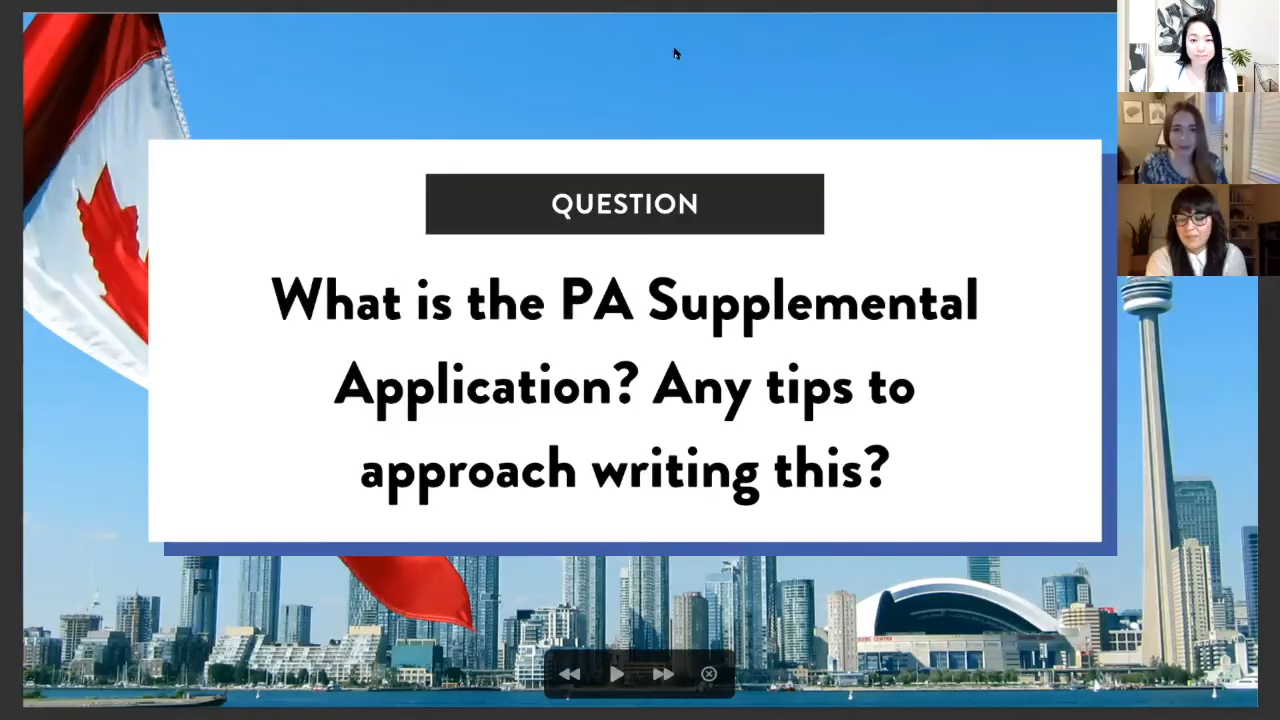 QUESTION
What is the PA Supplemental
Application? Any tips to
approach writing this?